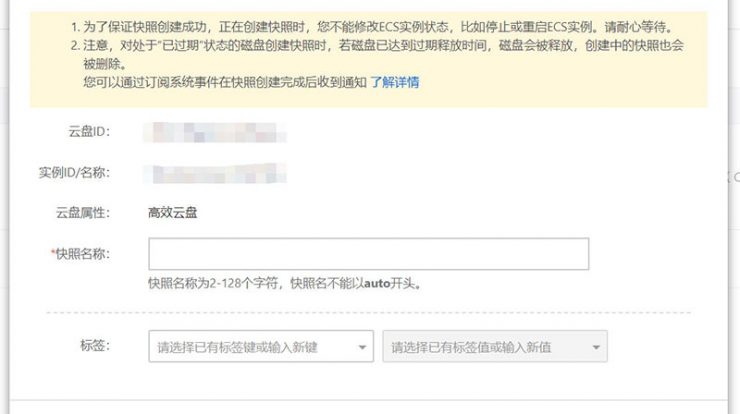 1. 为了保证快照创建成功，正在创建快照时，您不能修改ECS实例状态，比如停止或重启ECS实例。请耐心等待。
2. 注意，对处于"已过期"状态的磁盘创建快照时，若磁盘已达到过期释放时间，磁盘会被释放，创建中的快照也会
被删除。
您可以通过订阅系统事件在快照创建完成后收到通知 了解详情
云盘ID：
实例ID/名称：
云盘属性： 高效云盘
*快照名称：
快照名称为2-128个字符，快照名不能以auto开头。
标签： 请选择已有标签键或输入新键 请选择已有标签值或输入新值